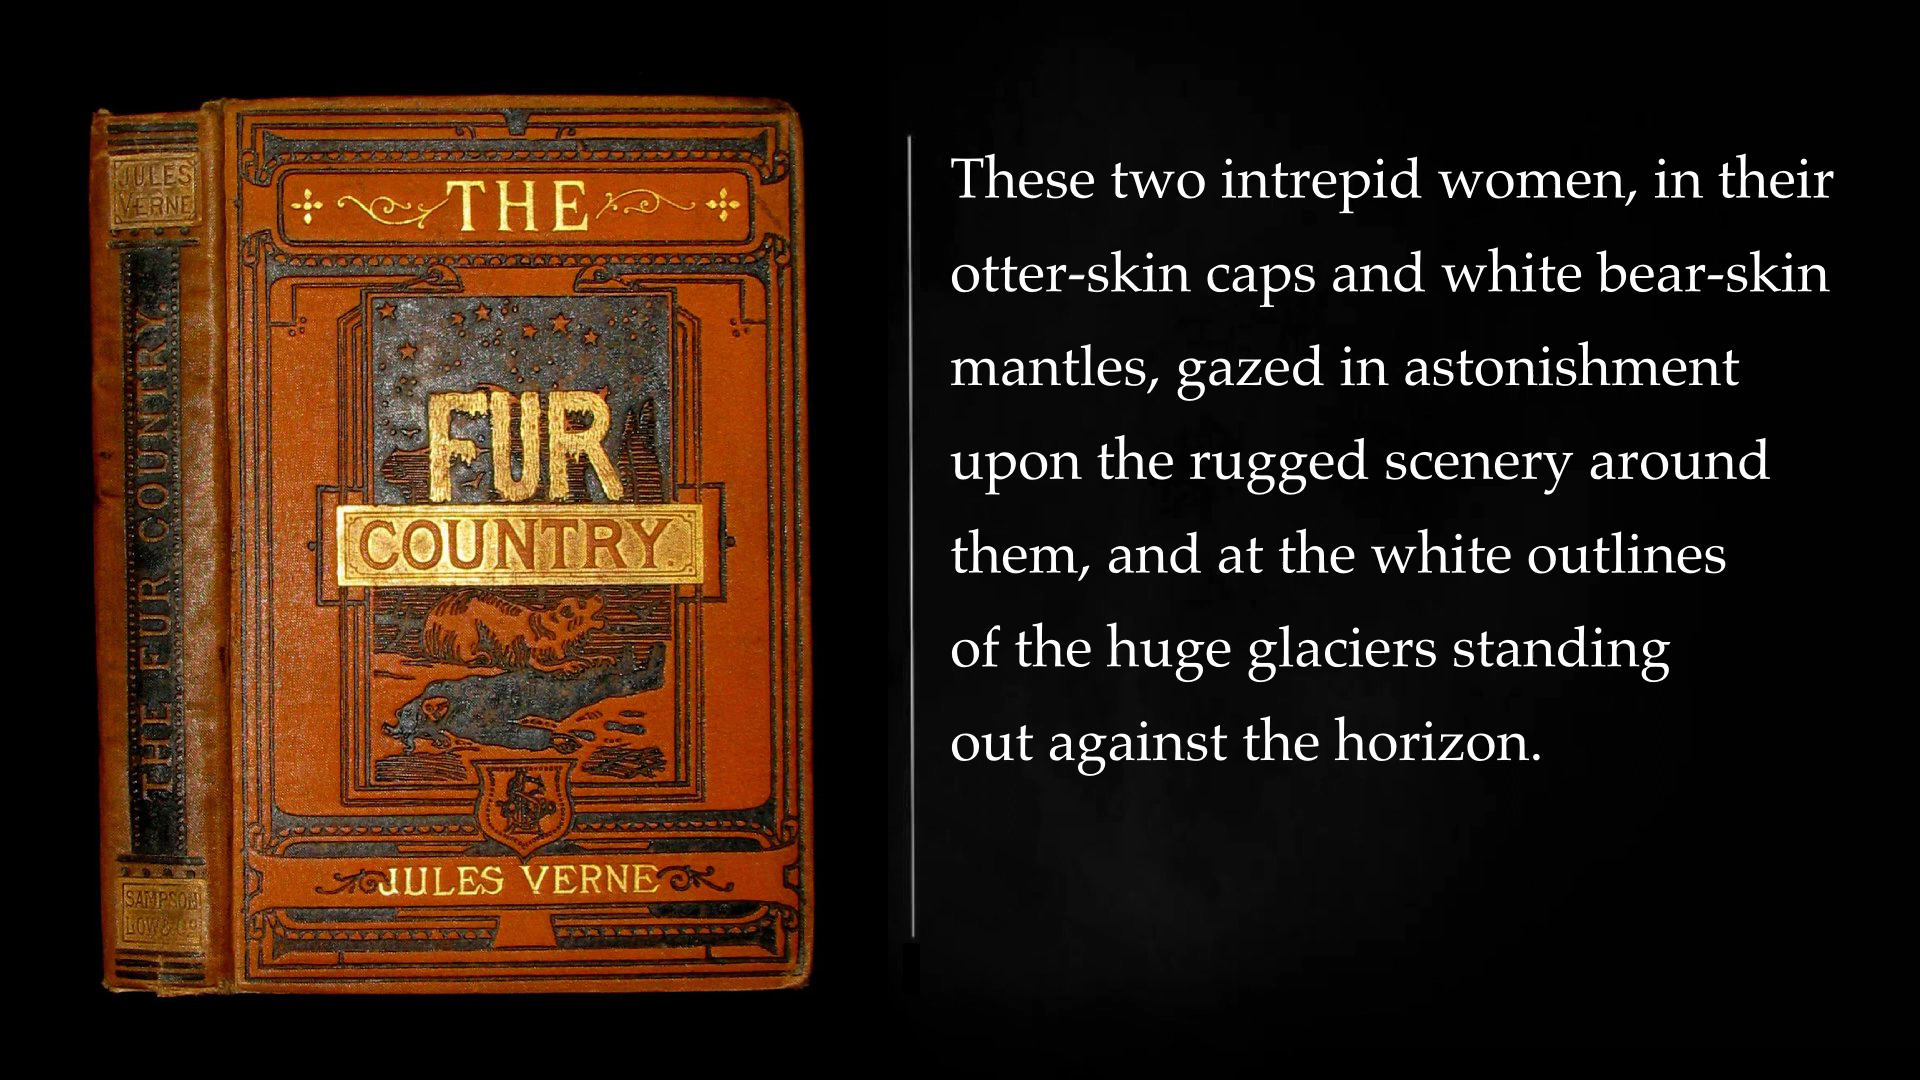 JULES
VERNE
THE FUR COUNTRY.
SAMPSON
LOW & Co
THE
FUR
COUNTRY.
JULES VERNE
These two intrepid women, in their
otter-skin caps and white bear-skin
mantles, gazed in astonishment
upon the rugged scenery around
them, and at the white outlines
of the huge glaciers standing
out against the horizon.